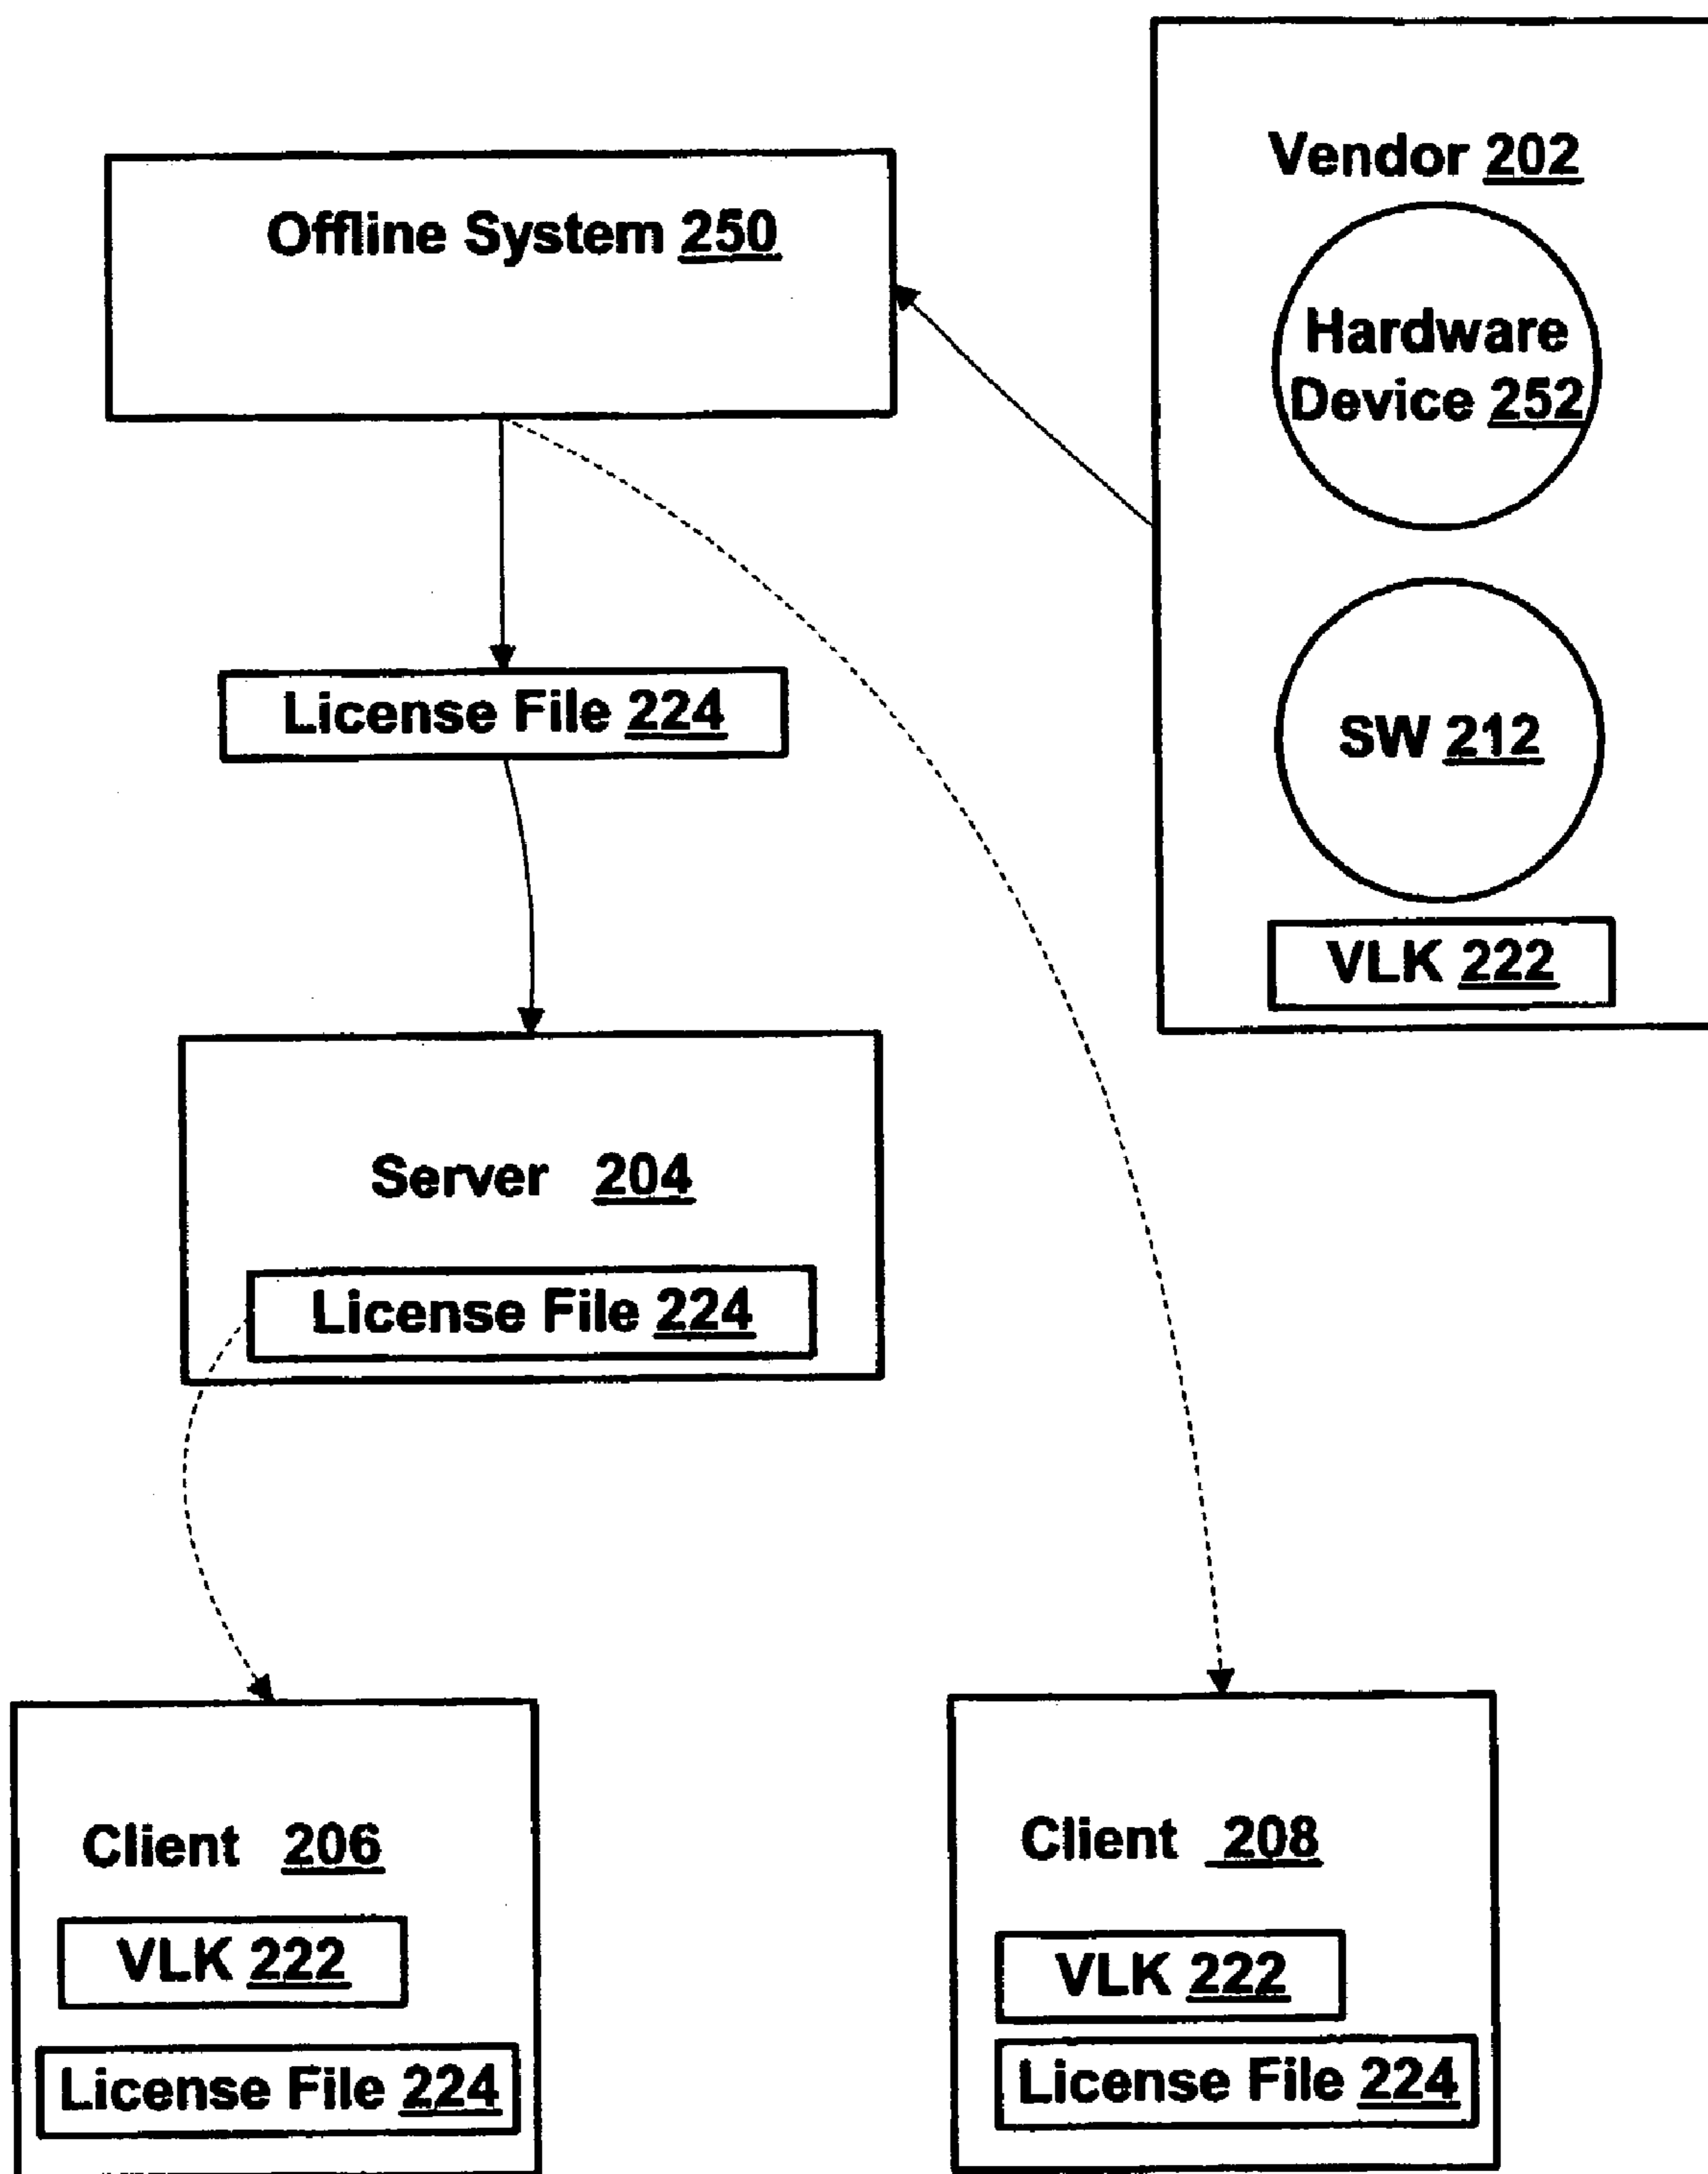 Vendor 202
Offline System 250
Hardware
Device 252
License File 224
SW 212
VLK 222
Server 204
License File 224
Client 206
VLK 222
License File 224
Client 208
VLK 222
License File 224